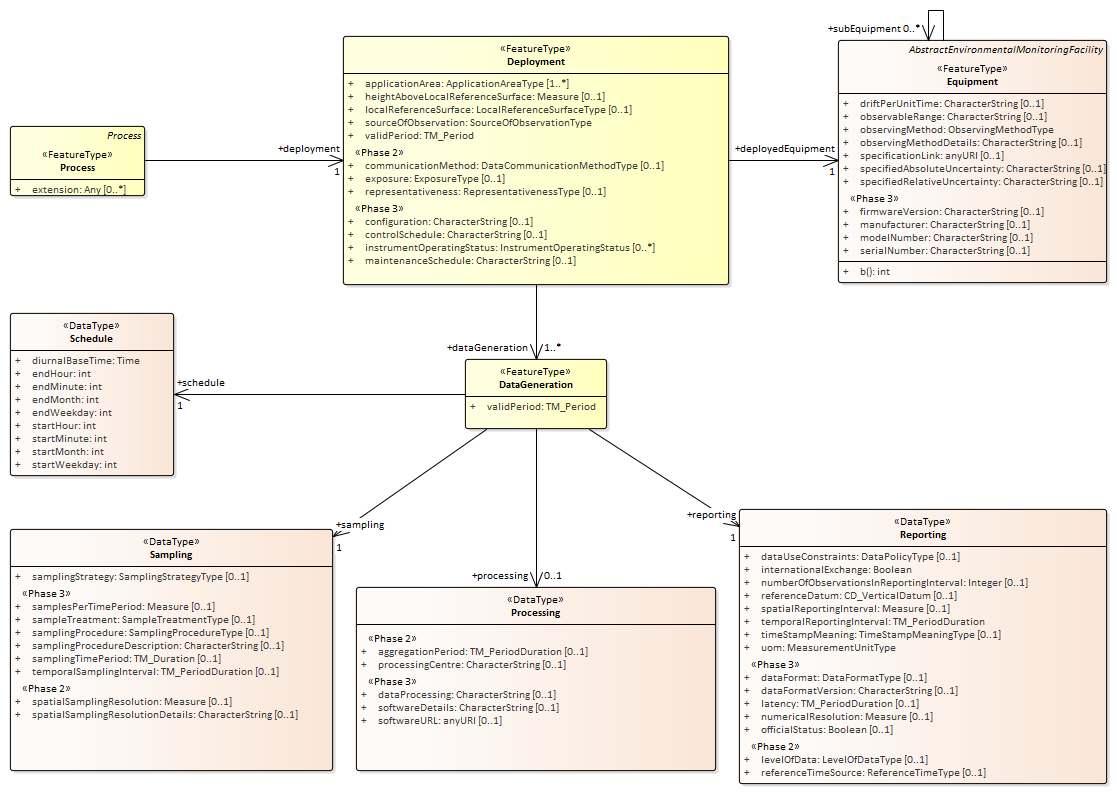 +subEquipment 0..*
Process
«FeatureType»
Process
+ extension: Any [0..*]
+deployment
1
«FeatureType»
Deployment
+ applicationArea: ApplicationAreaType [1..*]
+ heightAboveLocalReferenceSurface: Measure [0..1]
+ localReferenceSurface: LocalReferenceSurfaceType [0..1]
+ sourceOfObservation: SourceOfObservationType
+ validPeriod: TM_Period
«Phase 2»
+ communicationMethod: DataCommunicationMethodType [0..1]
+ exposure: ExposureType [0..1]
+ representativeness: RepresentativenessType [0..1]
«Phase 3»
+ configuration: CharacterString [0..1]
+ controlSchedule: CharacterString [0..1]
+ instrumentOperatingStatus: InstrumentOperatingStatus [0..*]
+ maintenanceSchedule: CharacterString [0..1]
+deployedEquipment
1
AbstractEnvironmentalMonitoringFacility
«FeatureType»
Equipment
+ driftPerUnitTime: CharacterString [0..1]
+ observableRange: CharacterString [0..1]
+ observingMethod: ObservingMethodType
+ observingMethodDetails: CharacterString [0..1]
+ specificationLink: anyURI [0..1]
+ specifiedAbsoluteUncertainty: CharacterString [0..1]
+ specifiedRelativeUncertainty: CharacterString [0..1]
«Phase 3»
+ firmwareVersion: CharacterString [0..1]
+ manufacturer: CharacterString [0..1]
+ modelNumber: CharacterString [0..1]
+ serialNumber: CharacterString [0..1]
+ b(): int
«DataType»
Schedule
+ diurnalBaseTime: Time
+ endHour: int
+ endMinute: int
+ endMonth: int
+ endWeekday: int
+ startHour: int
+ startMinute: int
+ startMonth: int
+ startWeekday: int
+schedule
1
+dataGeneration 1..*
«FeatureType»
DataGeneration
+ validPeriod: TM_Period
+sampling
1
«DataType»
Sampling
+ samplingStrategy: SamplingStrategyType [0..1]
«Phase 3»
+ samplesPerTimePeriod: Measure [0..1]
+ sampleTreatment: SampleTreatmentType [0..1]
+ samplingProcedure: SamplingProcedureType [0..1]
+ samplingProcedureDescription: CharacterString [0..1]
+ samplingTimePeriod: TM_Duration [0..1]
+ temporalSamplingInterval: TM_PeriodDuration [0..1]
«Phase 2»
+ spatialSamplingResolution: Measure [0..1]
+ spatialSamplingResolutionDetails: CharacterString [0..1]
+processing 0..1
«DataType»
Processing
«Phase 2»
+ aggregationPeriod: TM_PeriodDuration [0..1]
+ processingCentre: CharacterString [0..1]
«Phase 3»
+ dataProcessing: CharacterString [0..1]
+ softwareDetails: CharacterString [0..1]
+ softwareURL: anyURI [0..1]
+reporting
1
«DataType»
Reporting
+ dataUseConstraints: DataPolicyType [0..1]
+ internationalExchange: Boolean
+ numberOfObservationsInReportingInterval: Integer [0..1]
+ referenceDatum: CD_VerticalDatum [0..1]
+ spatialReportingInterval: Measure [0..1]
+ temporalReportingInterval: TM_PeriodDuration
+ timeStampMeaning: TimeStampMeaningType [0..1]
+ uom: MeasurementUnitType
«Phase 3»
+ dataFormat: DataFormatType [0..1]
+ dataFormatVersion: CharacterString [0..1]
+ latency: TM_PeriodDuration [0..1]
+ numericalResolution: Measure [0..1]
+ officialStatus: Boolean [0..1]
«Phase 2»
+ levelOfData: LevelOfDataType [0..1]
+ referenceTimeSource: ReferenceTimeType [0..1]